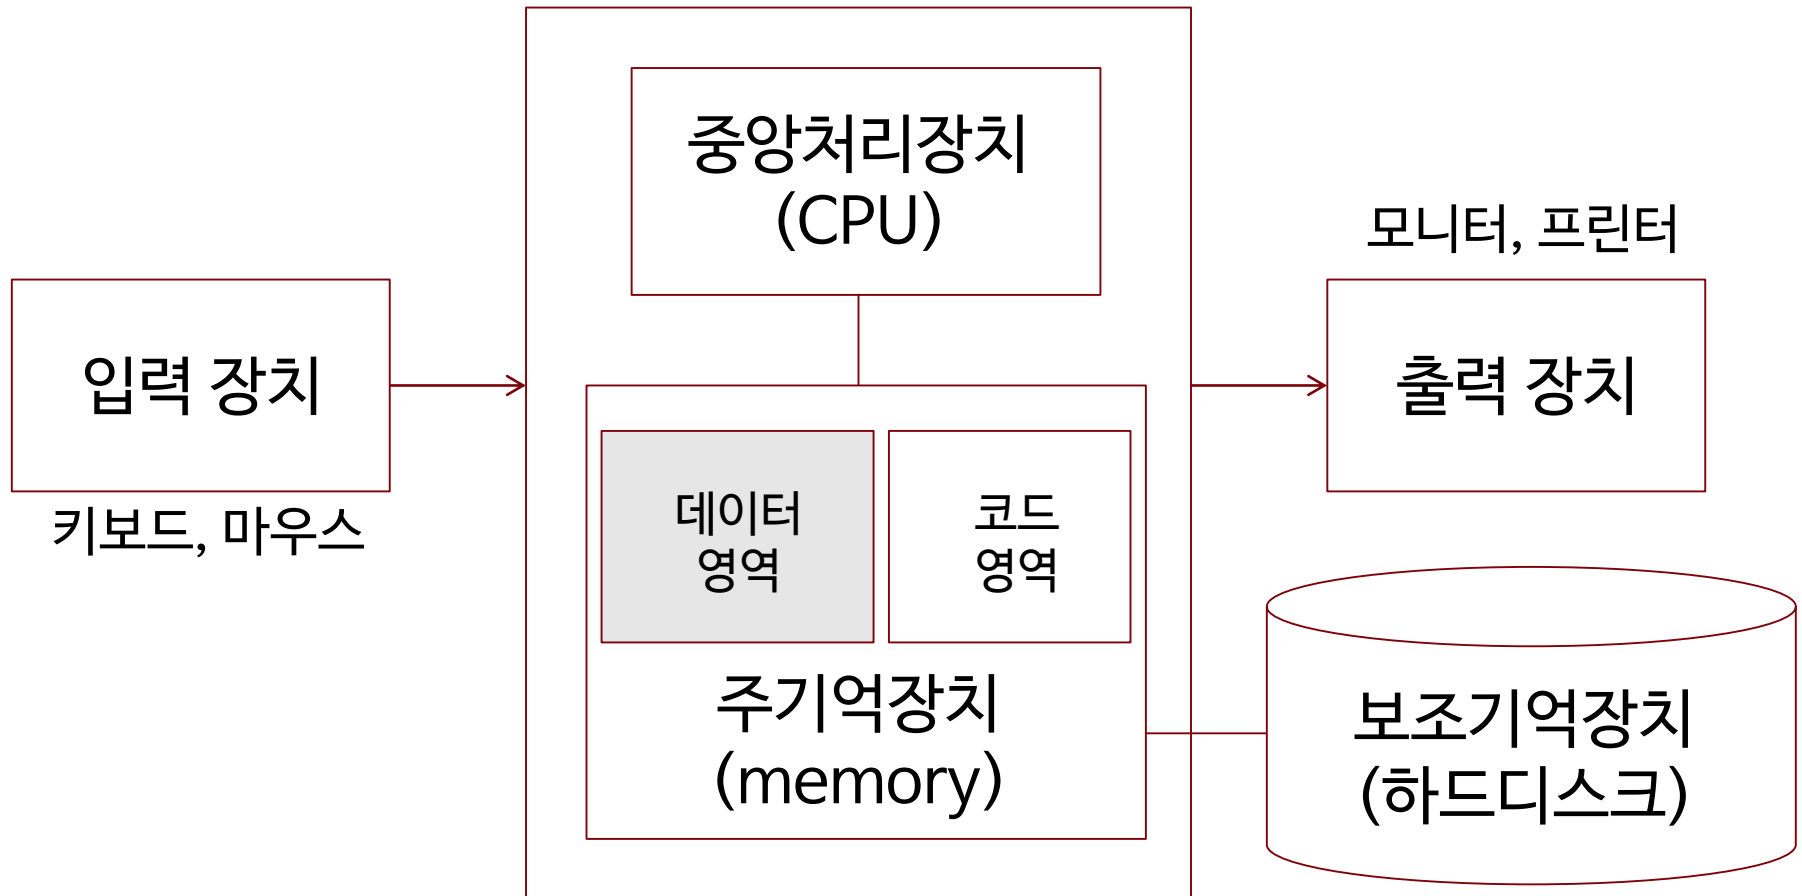 중앙처리장치
(CPU)
모니터, 프린터
입력 장치
출력 장치
키보드, 마우스
데이터
영역
코드
영역
주기억장치
(memory)
보조기억장치
(하드디스크)